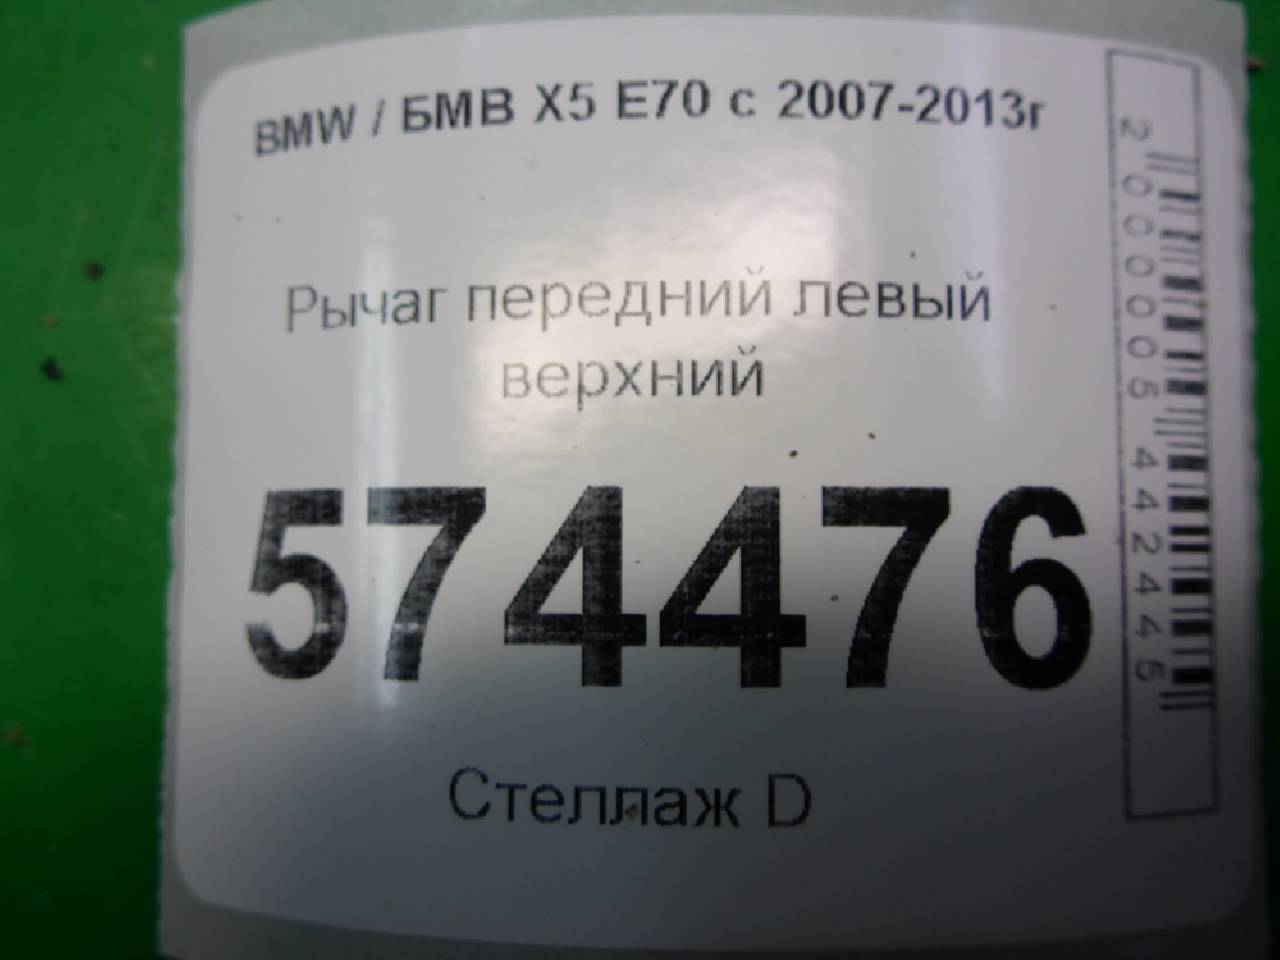 BMW / БМВ X5 E70 с 2007-2013г
Рычаг передний левый
верхний
574476
Стеллаж D
2000005442445